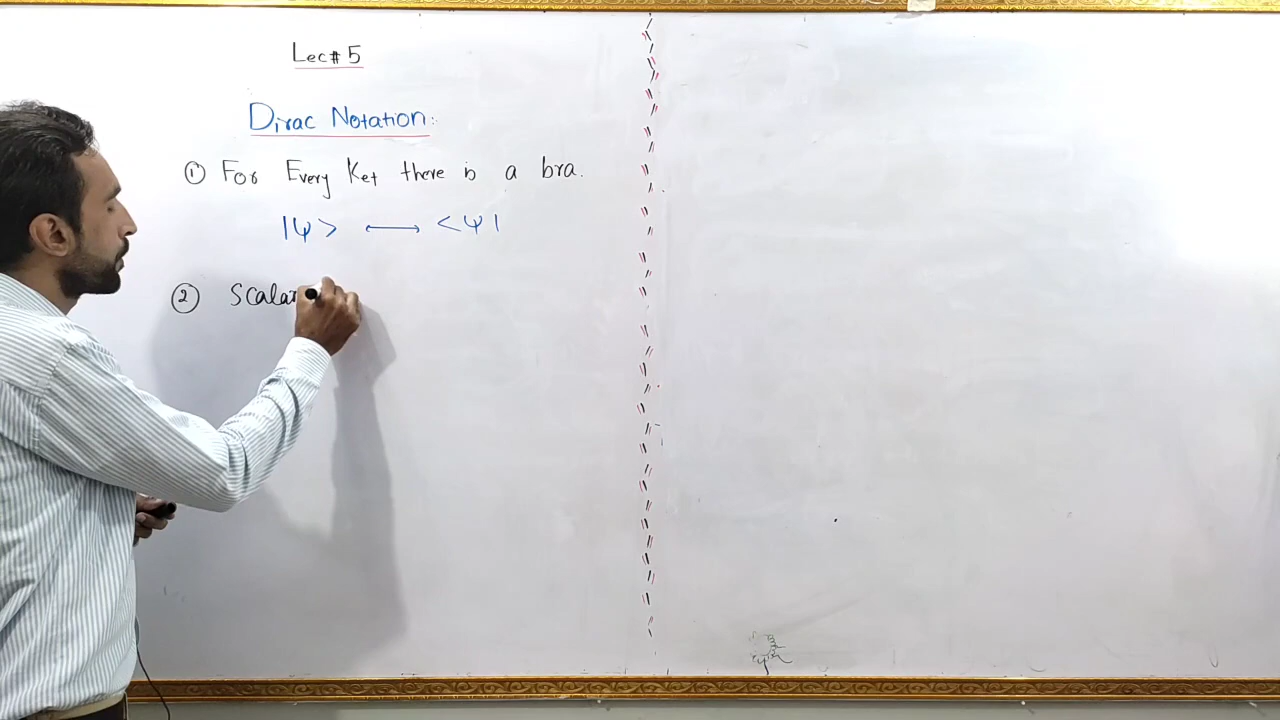 Lec# 5
Dirac Notation:
① For Every Ket there is a bra.
|ψ> ⟷ <ψ|
② Scalar